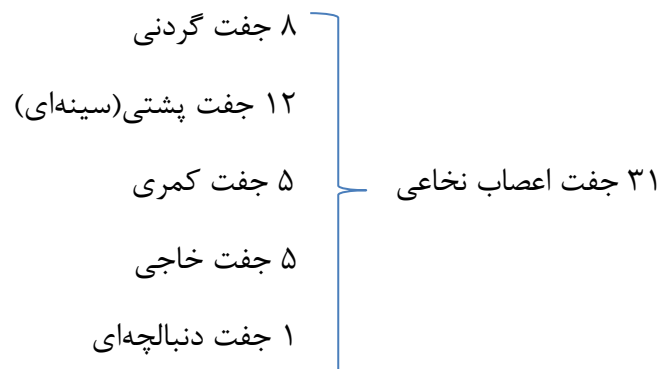 ۳۱ جفت اعصاب نخاعی
۸ جفت گردنی
۱۲ جفت پشتی(سینه‌ای)
۵ جفت کمری
۵ جفت خاجی
۱ جفت دنبالچه‌ای